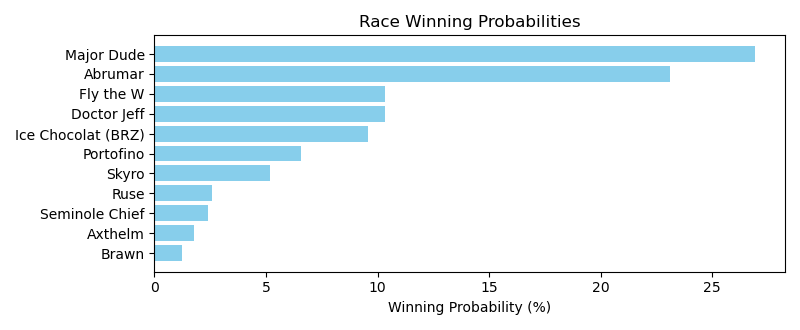 Race Winning Probabilities
Major Dude
Abrumar
Fly the W
Doctor Jeff
Ice Chocolat (BRZ)
Portofino
Skyro
Ruse
Seminole Chief
Axthelm
Brawn
0 5 10 15 20 25
Winning Probability (%)